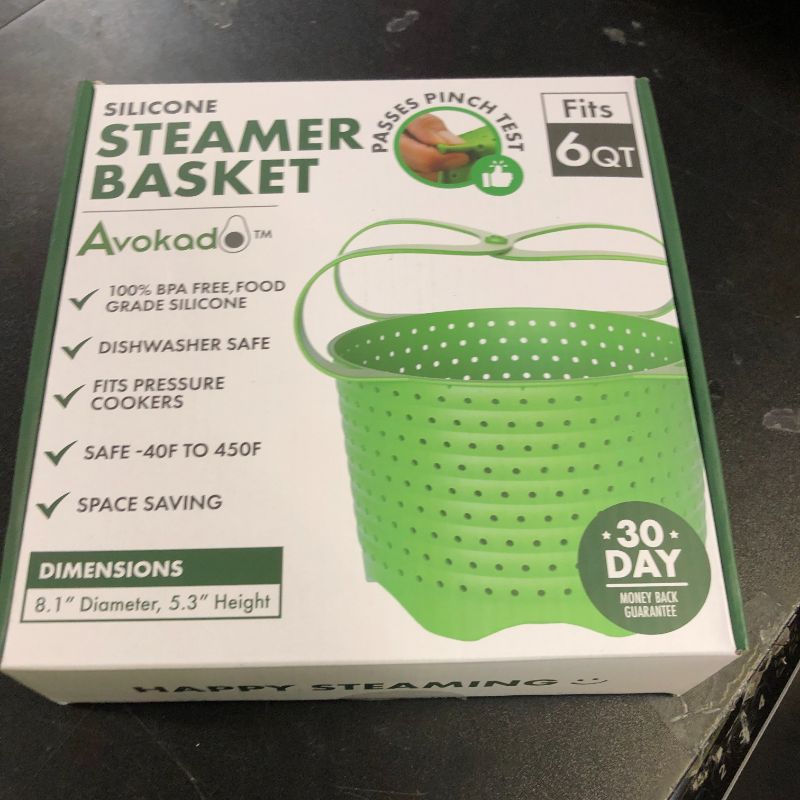 SILICONE
STEAMER
BASKET
PASSES PINCH TEST
Fits
6QT
Avokado™
100% BPA FREE, FOOD
GRADE SILICONE
DISHWASHER SAFE
FITS PRESSURE
COOKERS
SAFE -40F TO 450F
SPACE SAVING
30
DAY
MONEY BACK
GUARANTEE
DIMENSIONS
8.1" Diameter, 5.3" Height
HAPPY STEAMING